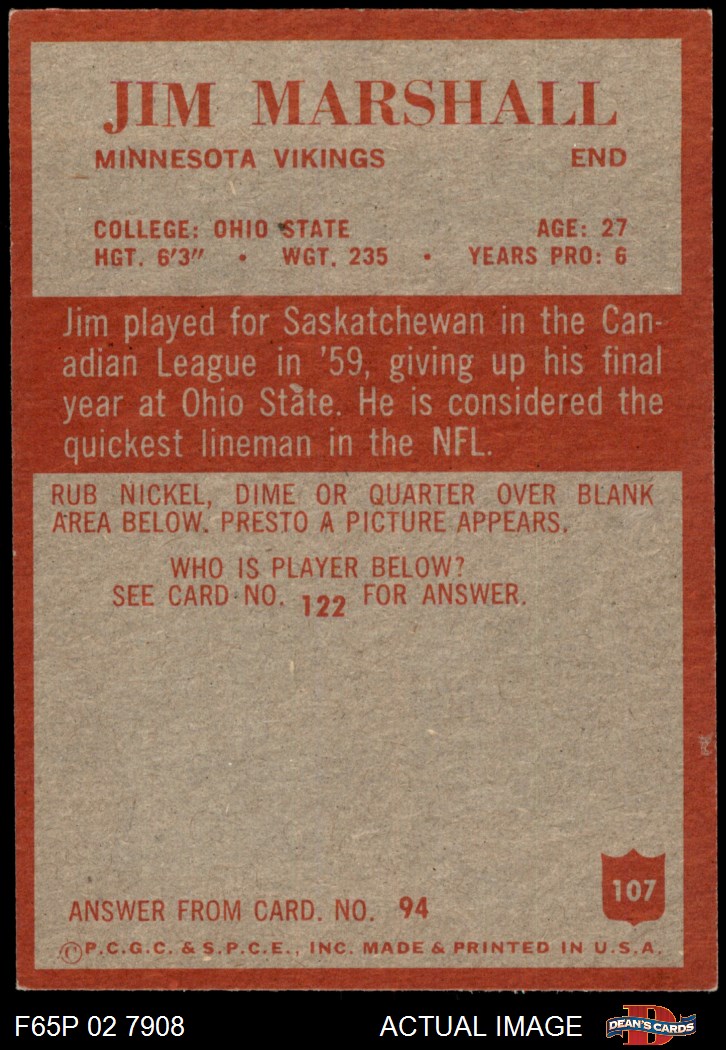 JIM MARSHALL
MINNESOTA VIKINGS END
COLLEGE: OHIO STATE AGE: 27
HGT. 6'3" • WGT. 235 • YEARS PRO: 6
Jim played for Saskatchewan in the Can-
adian League in '59, giving up his final
year at Ohio State. He is considered the
quickest lineman in the NFL.
RUB NICKEL, DIME OR QUARTER OVER BLANK
AREA BELOW. PRESTO A PICTURE APPEARS.
WHO IS PLAYER BELOW?
SEE CARD NO. 122 FOR ANSWER.
107
ANSWER FROM CARD. NO. 94
©P.C.G.C. & S.P.C.E., INC. MADE & PRINTED IN U.S.A.
F65P 02 7908 ACTUAL IMAGE D DEAN'S CARDS